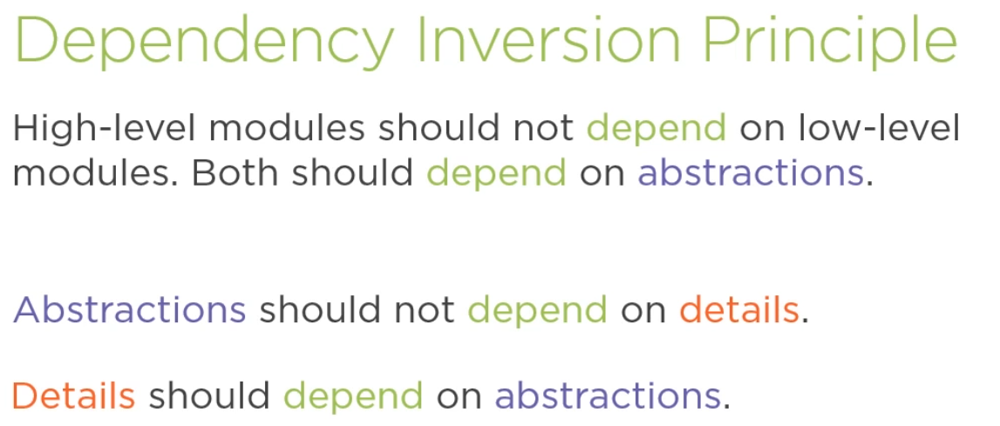 Dependency Inversion Principle
High-level modules should not depend on low-level
modules. Both should depend on abstractions.
Abstractions should not depend on details.
Details should depend on abstractions.